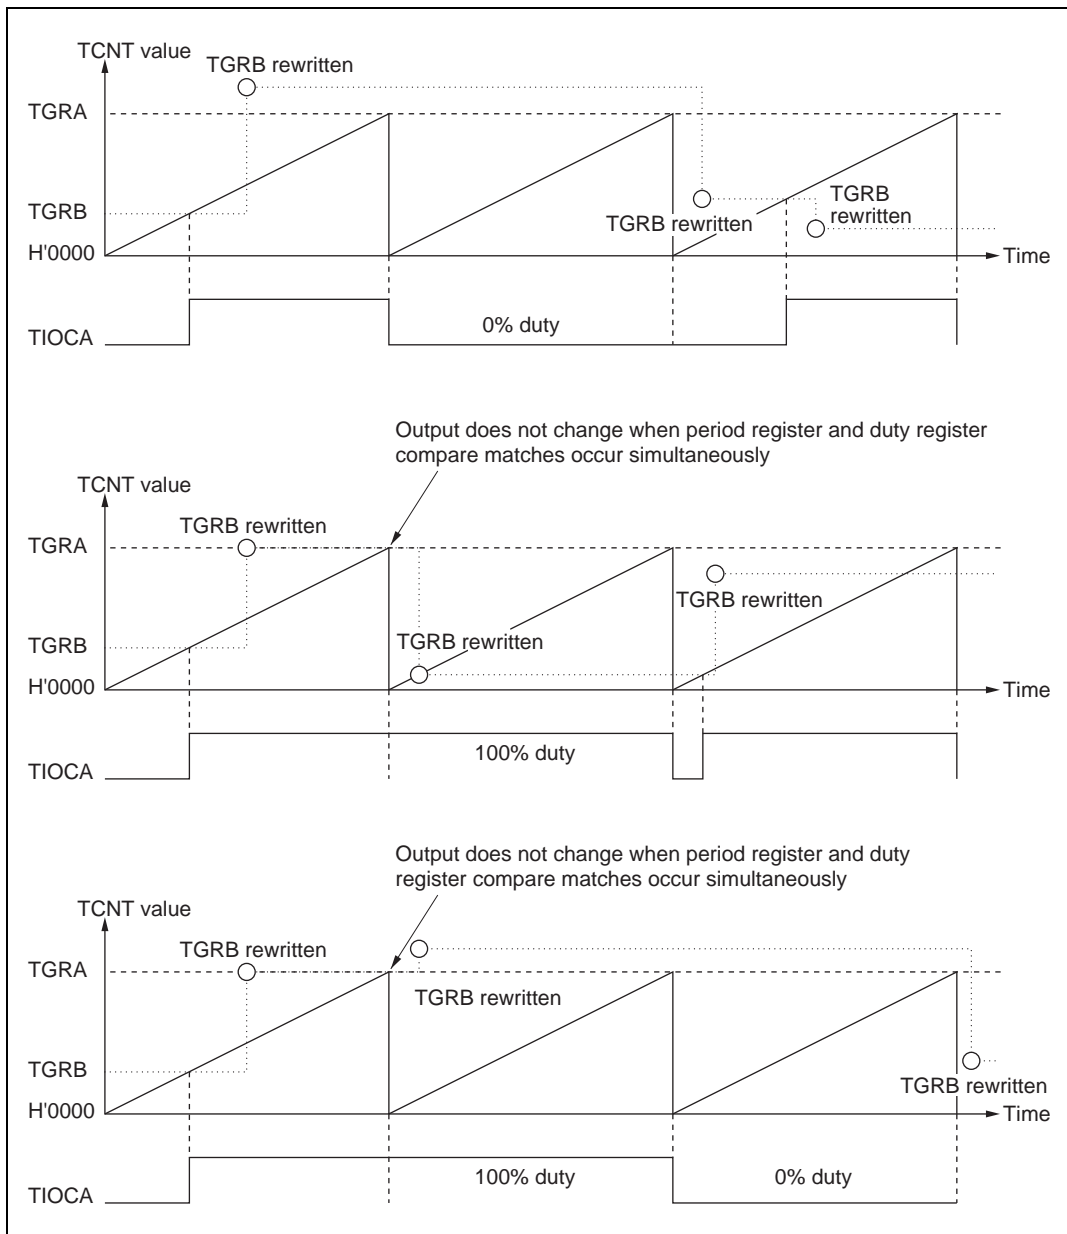 TCNT value
TGRB rewritten
TGRA
TGRB
TGRB rewritten
TGRB
rewritten
H'0000
Time
0% duty
TIOCA
Output does not change when period register and duty register
compare matches occur simultaneously
TCNT value
TGRB rewritten
TGRA
TGRB rewritten
TGRB
TGRB rewritten
H'0000
Time
100% duty
TIOCA
Output does not change when period register and duty
register compare matches occur simultaneously
TCNT value
TGRB rewritten
TGRA
TGRB rewritten
TGRB
TGRB rewritten
H'0000
Time
100% duty
0% duty
TIOCA